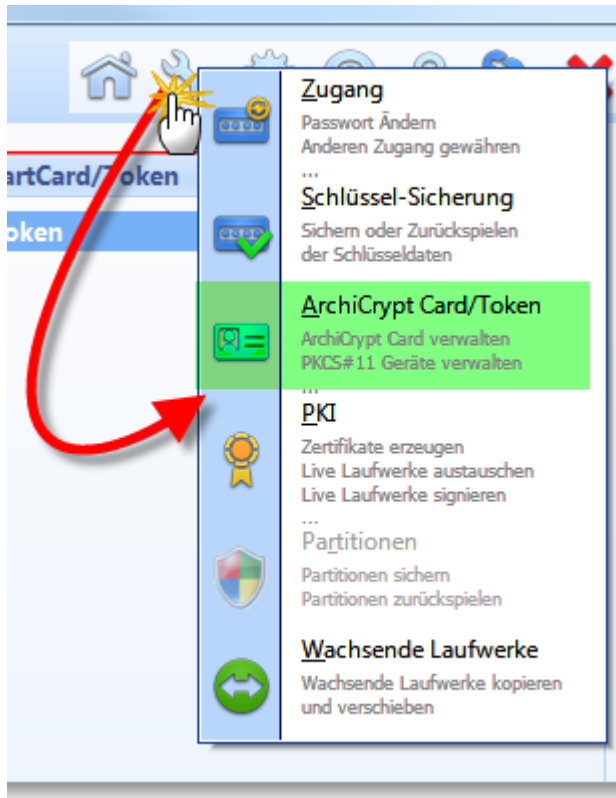 artCard/Token
oken
Zugang
Passwort Ändern
Anderen Zugang gewähren
...
Schlüssel-Sicherung
Sichern oder Zurückspielen
der Schlüsseldaten
ArchiCrypt Card/Token
ArchiCrypt Card verwalten
PKCS#11 Geräte verwalten
...
PKI
Zertifikate erzeugen
Live Laufwerke austauschen
Live Laufwerke signieren
...
Partitionen
Partitionen sichern
Partitionen zurückspielen
Wachsende Laufwerke
Wachsende Laufwerke kopieren
und verschieben